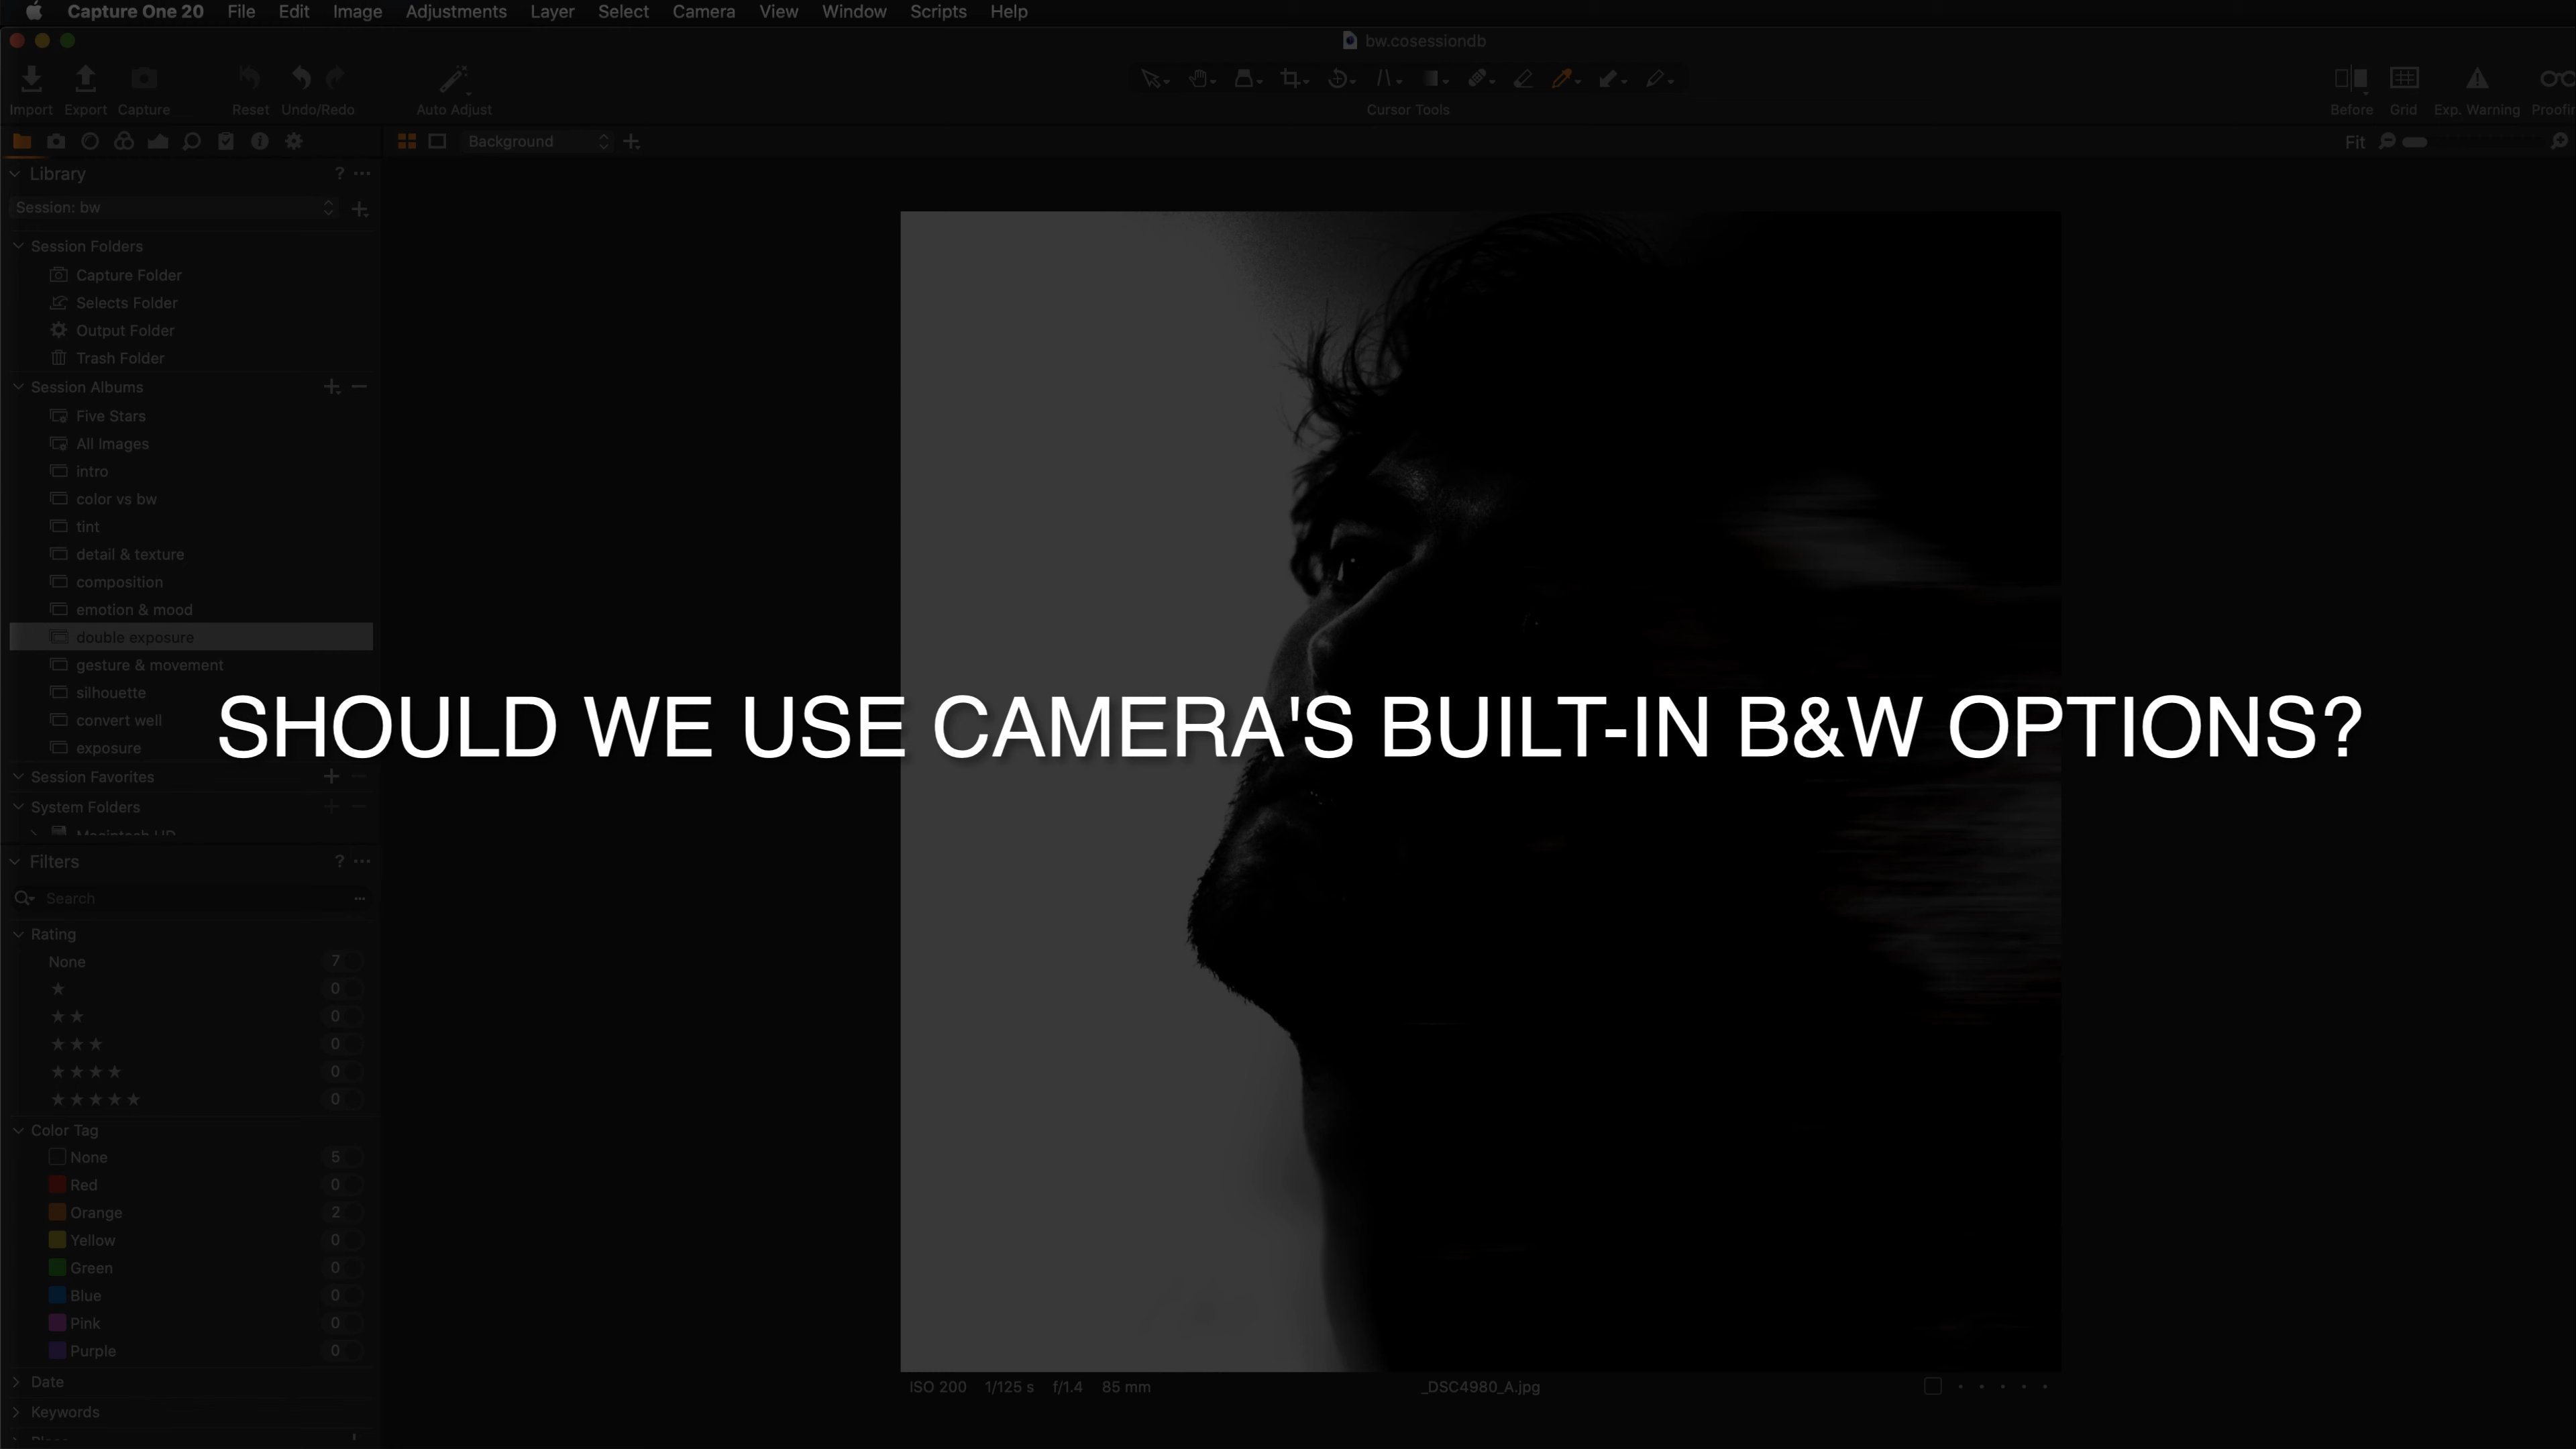 Capture One 20 File Edit Image Adjustments Layer Select Camera View Window Scripts Help
bw.cosessiondb
Import Export Capture Reset Undo/Redo Auto Adjust Cursor Tools Before Grid Exp. Warning
Background Fit
Library ?
Session: bw
Session Folders
Capture Folder
Selects Folder
Output Folder
Trash Folder
Session Albums
Five Stars
All Images
intro
color vs bw
tint
detail & texture
composition
emotion & mood
double exposure
gesture & movement
silhouette
SHOULD WE USE CAMERA'S BUILT-IN B&W OPTIONS?
convert well
exposure
Session Favorites
System Folders
Macintosh HD
Filters ?
Search
Rating
None 7
0
0
0
0
0
Color Tag
None 5
Red 0
Orange 2
Yellow 0
Green 0
Blue 0
Pink 0
Purple 0
Date
ISO 200 1/125 s f/1.4 85 mm _DSC4980_A.jpg
Keywords